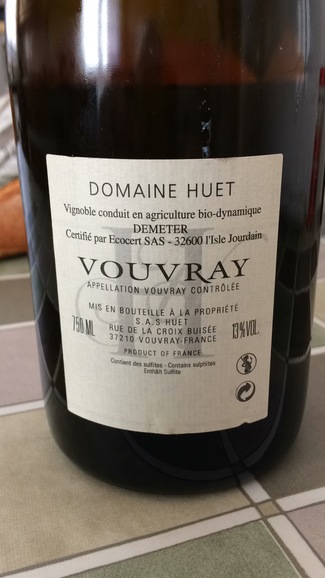 DOMAINE HUET
Vignoble conduit en agriculture bio-dynamique
DEMETER
Certifié par Ecocert SAS - 32600 l'Isle Jourdain
VOUVRAY
APPELLATION VOUVRAY CONTRÔLÉE
MIS EN BOUTEILLE À LA PROPRIÉTÉ
750 ML
S.A.S HUET
RUE DE LA CROIX BUISÉE
13%VOL.
37210 VOUVRAY-FRANCE
PRODUCT OF FRANCE
Contient des sulfites - Contains sulphites
Enthält Sulfite